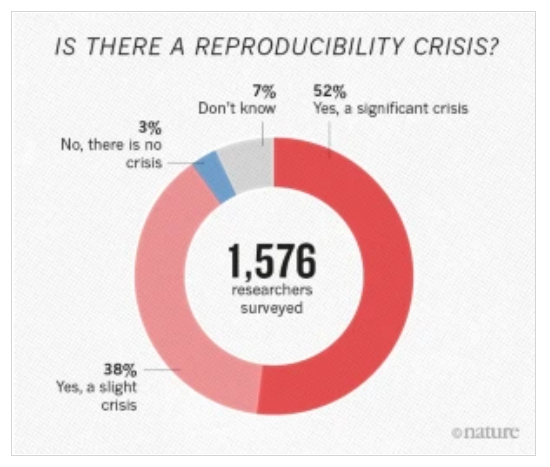 IS THERE A REPRODUCIBILITY CRISIS?
7%
Don't know
52%
Yes, a significant crisis
3%
No, there is no
crisis
1,576
researchers
surveyed
38%
Yes, a slight
crisis
©nature